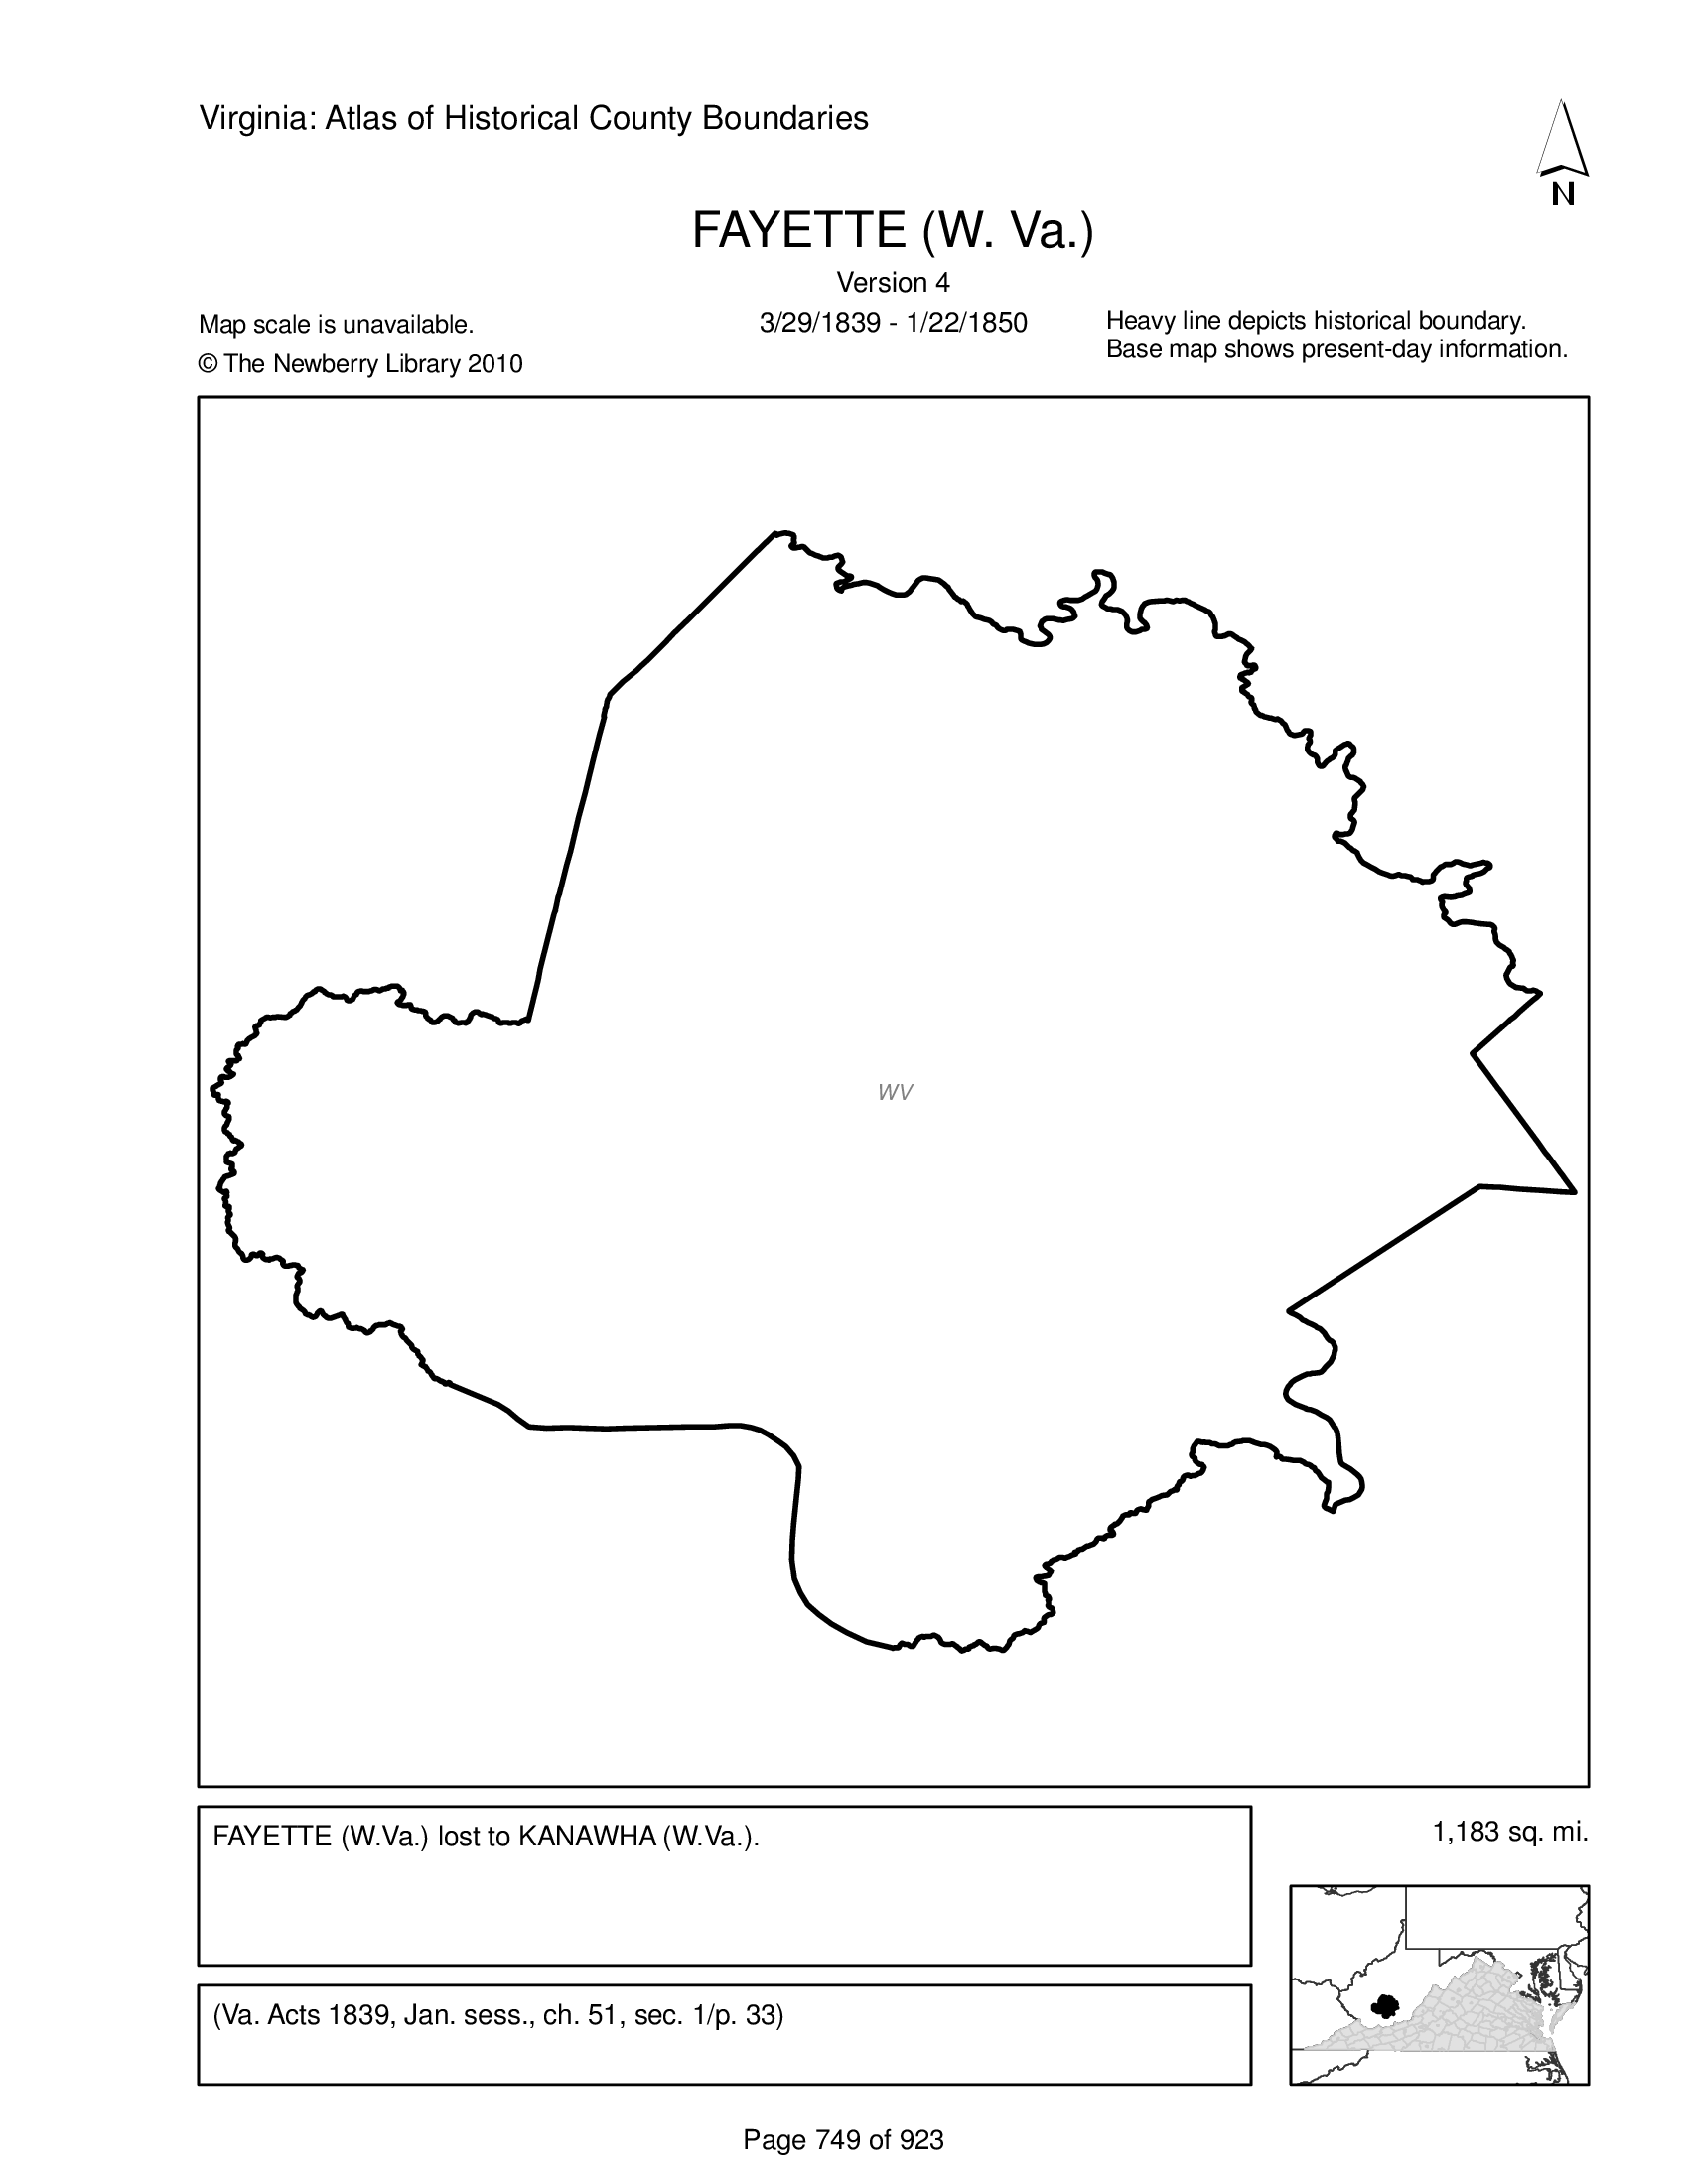 Virginia: Atlas of Historical County Boundaries
N
FAYETTE (W. Va.)
Version 4
3/29/1839 - 1/22/1850
Map scale is unavailable.
© The Newberry Library 2010
Heavy line depicts historical boundary.
Base map shows present-day information.
WV
FAYETTE (W.Va.) lost to KANAWHA (W.Va.).
1,183 sq. mi.
(Va. Acts 1839, Jan. sess., ch. 51, sec. 1/p. 33)
Page 749 of 923